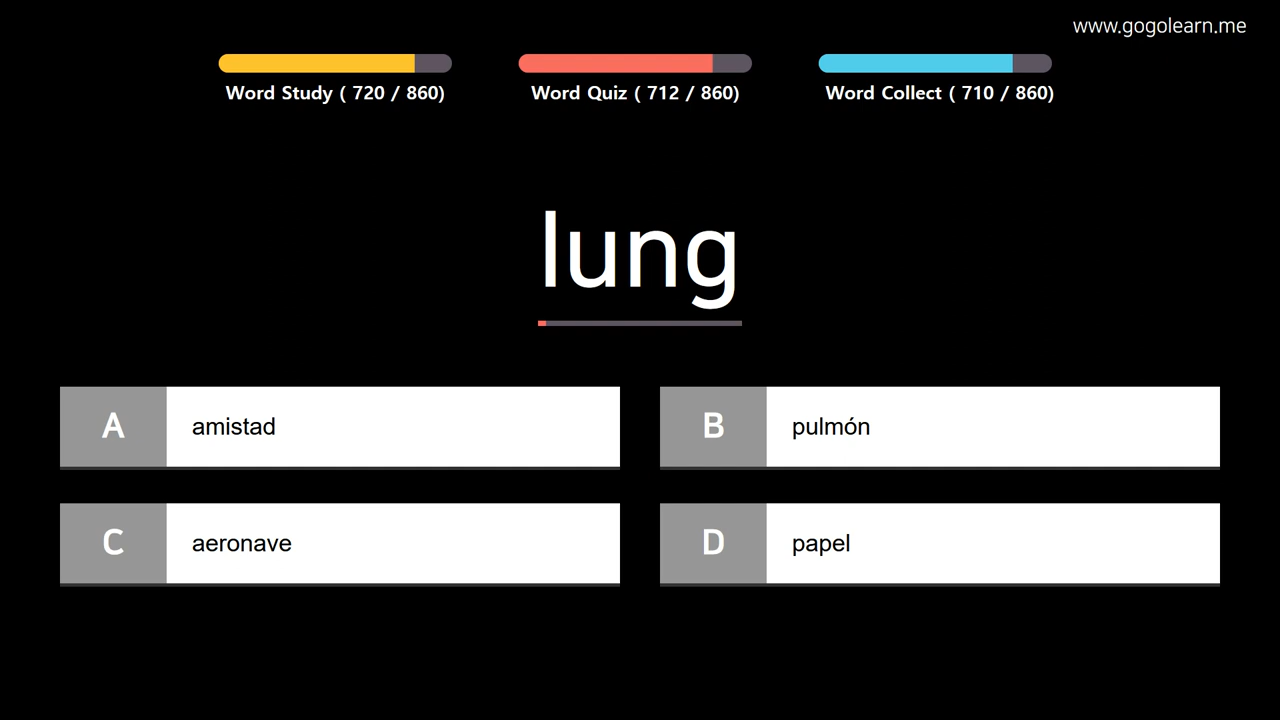 www.gogolearn.me
Word Study ( 720 / 860)
Word Quiz ( 712 / 860)
Word Collect ( 710 / 860)
lung
A amistad
B pulmón
C aeronave
D papel